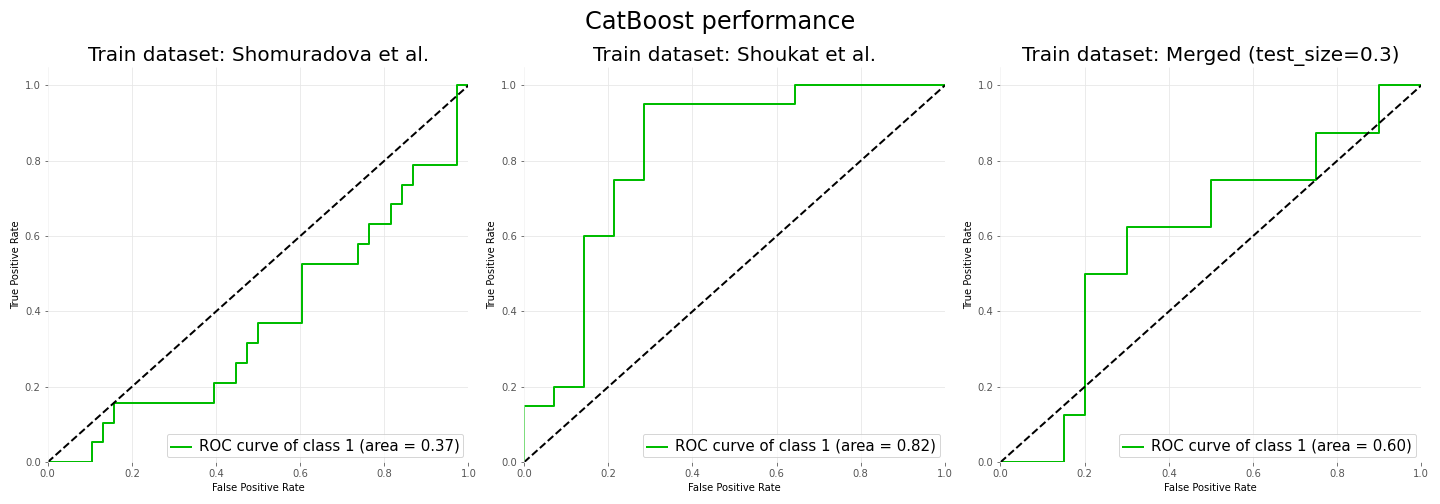 CatBoost performance
Train dataset: Shomuradova et al.
1.0
0.8
0.6
0.4
0.2
0.0
True Positive Rate
0.0 0.2 0.4 0.6 0.8 1.0
False Positive Rate
ROC curve of class 1 (area = 0.37)
Train dataset: Shoukat et al.
1.0
0.8
0.6
0.4
0.2
0.0
True Positive Rate
0.0 0.2 0.4 0.6 0.8 1.0
False Positive Rate
ROC curve of class 1 (area = 0.82)
Train dataset: Merged (test_size=0.3)
1.0
0.8
0.6
0.4
0.2
0.0
True Positive Rate
0.0 0.2 0.4 0.6 0.8 1.0
False Positive Rate
ROC curve of class 1 (area = 0.60)